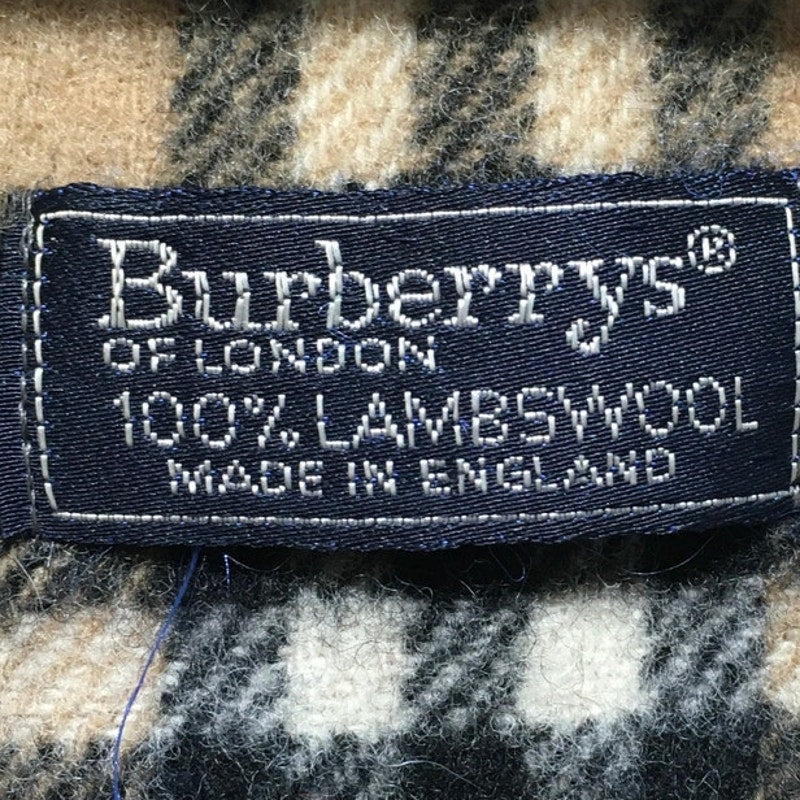 Burberrys®
OF LONDON
100% LAMBSWOOL
MADE IN ENGLAND